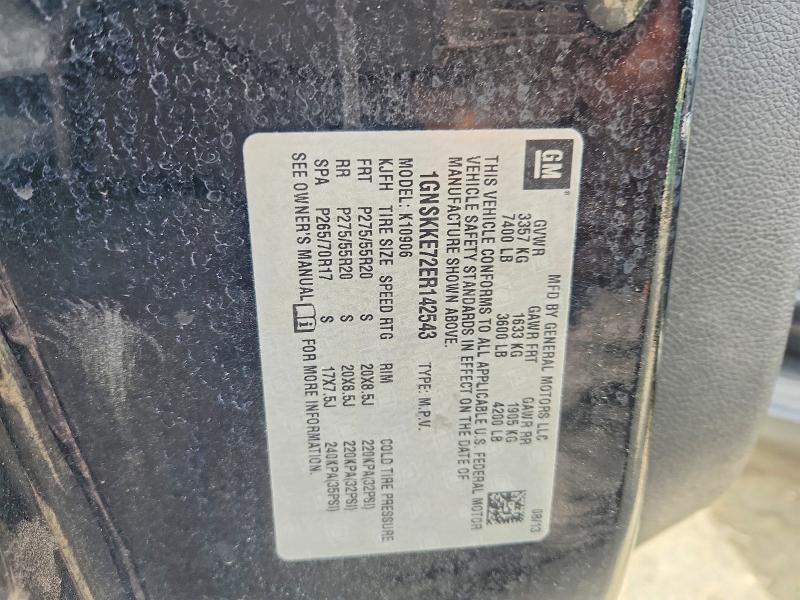 GM
MFD BY GENERAL MOTORS LLC 08/13
GVWR GAWR FRT GAWR RR
3357 KG 1633 KG 1905 KG
7400 LB 3600 LB 4200 LB
THIS VEHICLE CONFORMS TO ALL APPLICABLE U.S. FEDERAL MOTOR
VEHICLE SAFETY STANDARDS IN EFFECT ON THE DATE OF
MANUFACTURE SHOWN ABOVE.
1GNSKKE72ER142543 TYPE: M.P.V.
MODEL: K10906
KJFH TIRE SIZE SPEED RTG RIM COLD TIRE PRESSURE
FRT P275/55R20 S 20X8.5J 220KPA(32PSI)
RR P275/55R20 S 20X8.5J 220KPA(32PSI)
SPA P265/70R17 S 17X7.5J 240KPA(35PSI)
SEE OWNER'S MANUAL FOR MORE INFORMATION.